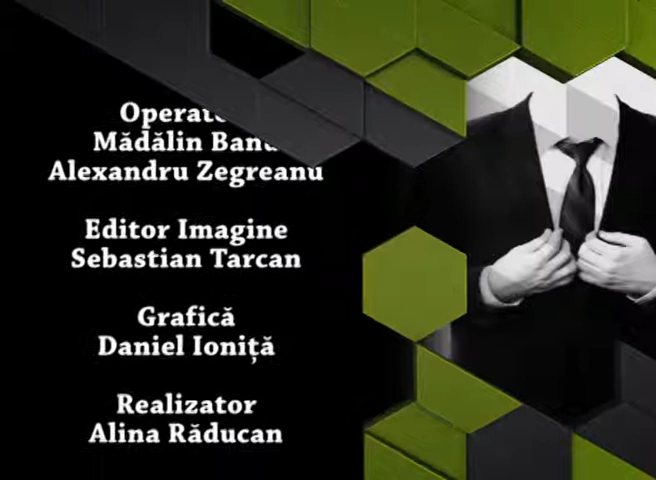 Mădălin
Alexandru Zegreanu
Editor Imagine
Sebastian Tarcan
Grafică
Daniel Ioniță
Realizator
Alina Răducan